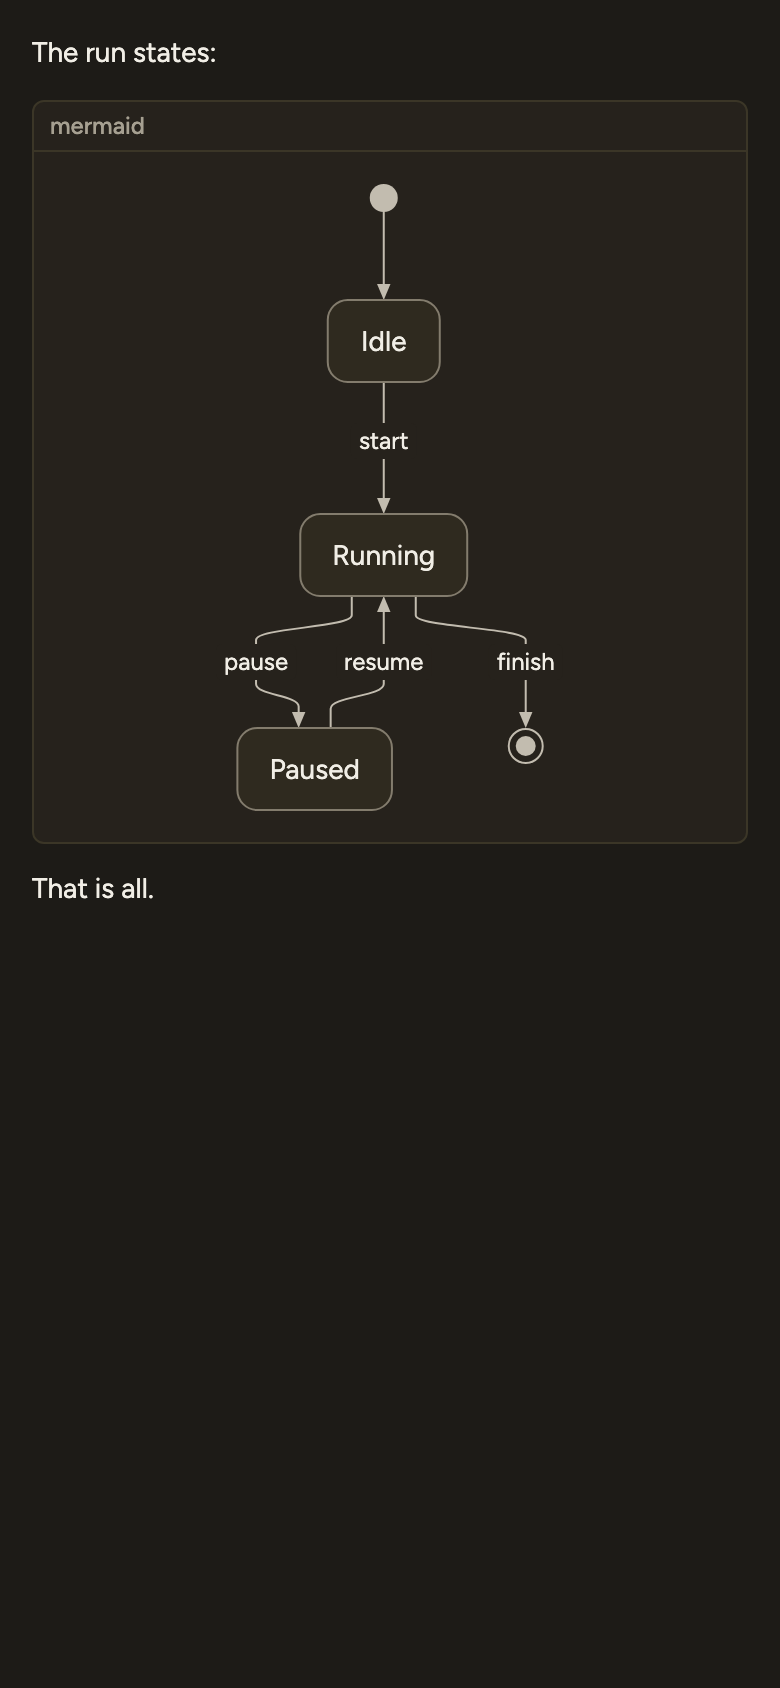 The run states:
mermaid
Idle
start
Running
pause resume finish
Paused
That is all.